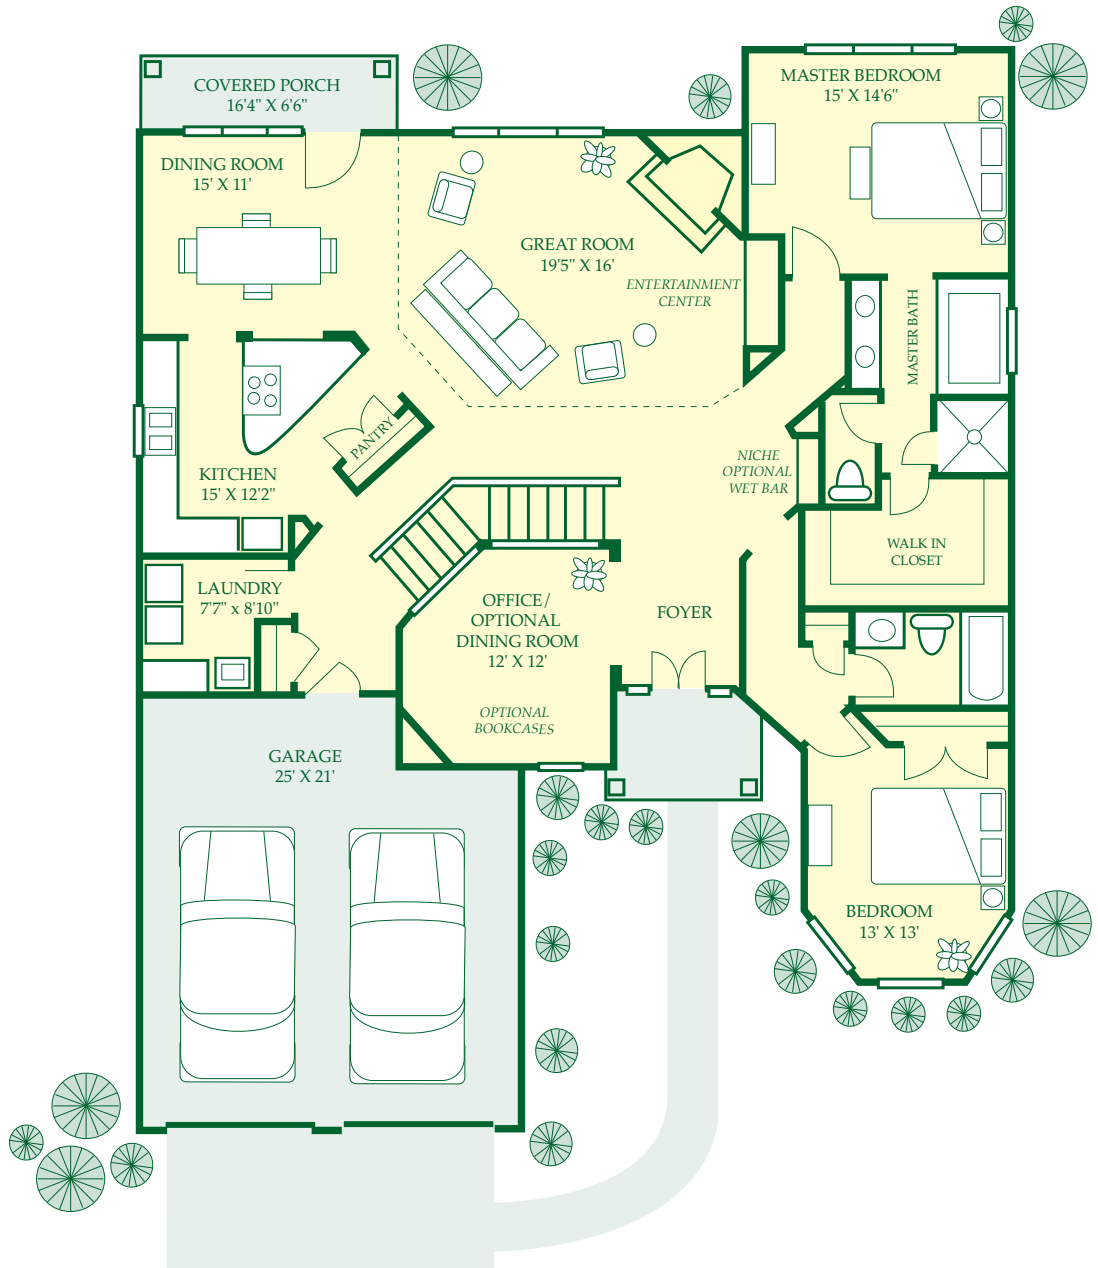 MASTER BEDROOM
15' X 14'6"
COVERED PORCH
16'4" X 6'6"
DINING ROOM
15' X 11'
GREAT ROOM
19'5" X 16'
ENTERTAINMENT
CENTER
MASTER BATH
PANTRY
KITCHEN
15' X 12'2"
NICHE
OPTIONAL
WET BAR
WALK IN
CLOSET
LAUNDRY
7'7" x 8'10"
OFFICE/
OPTIONAL
DINING ROOM
12' X 12'
FOYER
OPTIONAL
BOOKCASES
GARAGE
25' X 21'
BEDROOM
13' X 13'